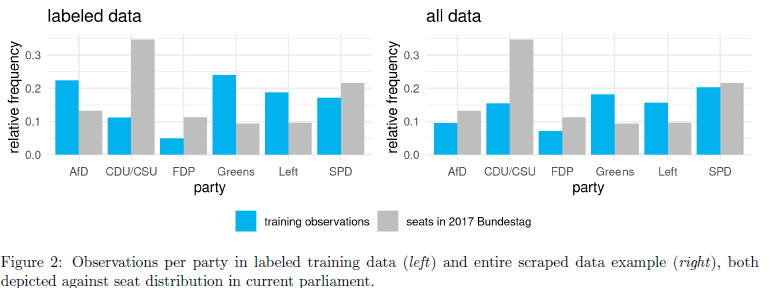 labeled data
all data
relative frequency
0.3
0.2
0.1
0.0
AfD CDU/CSU FDP Greens Left SPD
party
relative frequency
0.3
0.2
0.1
0.0
AfD CDU/CSU FDP Greens Left SPD
party
training observations seats in 2017 Bundestag
Figure 2: Observations per party in labeled training data (left) and entire scraped data example (right), both
depicted against seat distribution in current parliament.